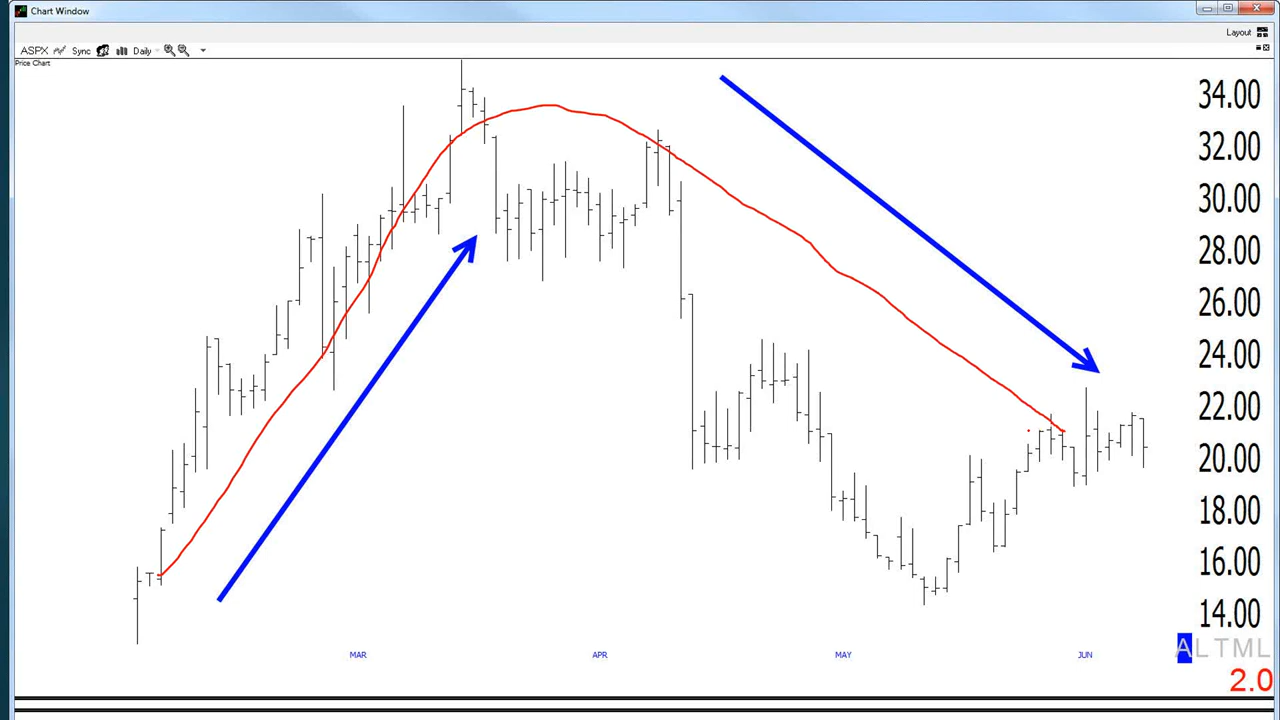 Chart Window
Layout
ASPX Sync Daily
Price Chart
34.00
32.00
30.00
28.00
26.00
24.00
22.00
20.00
18.00
16.00
14.00
ALTML
MAR APR MAY JUN
2.0